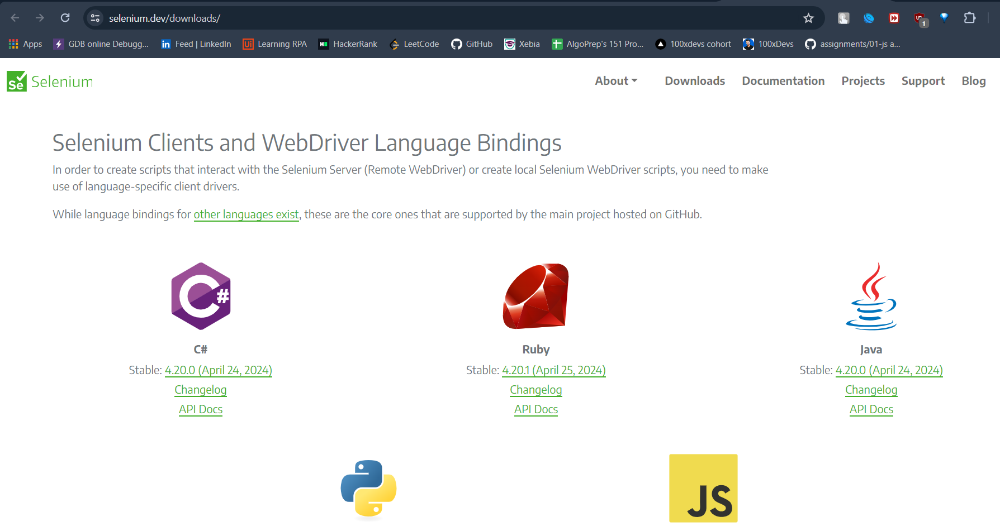 selenium.dev/downloads/
1
Apps
GDB online Debugg...
in
Feed | LinkedIn
Ui
Learning RPA
H
HackerRank
LeetCode
GitHub
Xebia
AlgoPrep's 151 Pro...
100xdevs cohort
100xDevs
assignments/01-js a...
Se Selenium
About
Downloads
Documentation
Projects
Support
Blog
Selenium Clients and WebDriver Language Bindings
In order to create scripts that interact with the Selenium Server (Remote WebDriver) or create local Selenium WebDriver scripts, you need to make
use of language-specific client drivers.
While language bindings for other languages exist, these are the core ones that are supported by the main project hosted on GitHub.
C#
C#
Stable: 4.20.0 (April 24, 2024)
Changelog
API Docs
Ruby
Stable: 4.20.1 (April 25, 2024)
Changelog
API Docs
Java
Stable: 4.20.0 (April 24, 2024)
Changelog
API Docs
JS